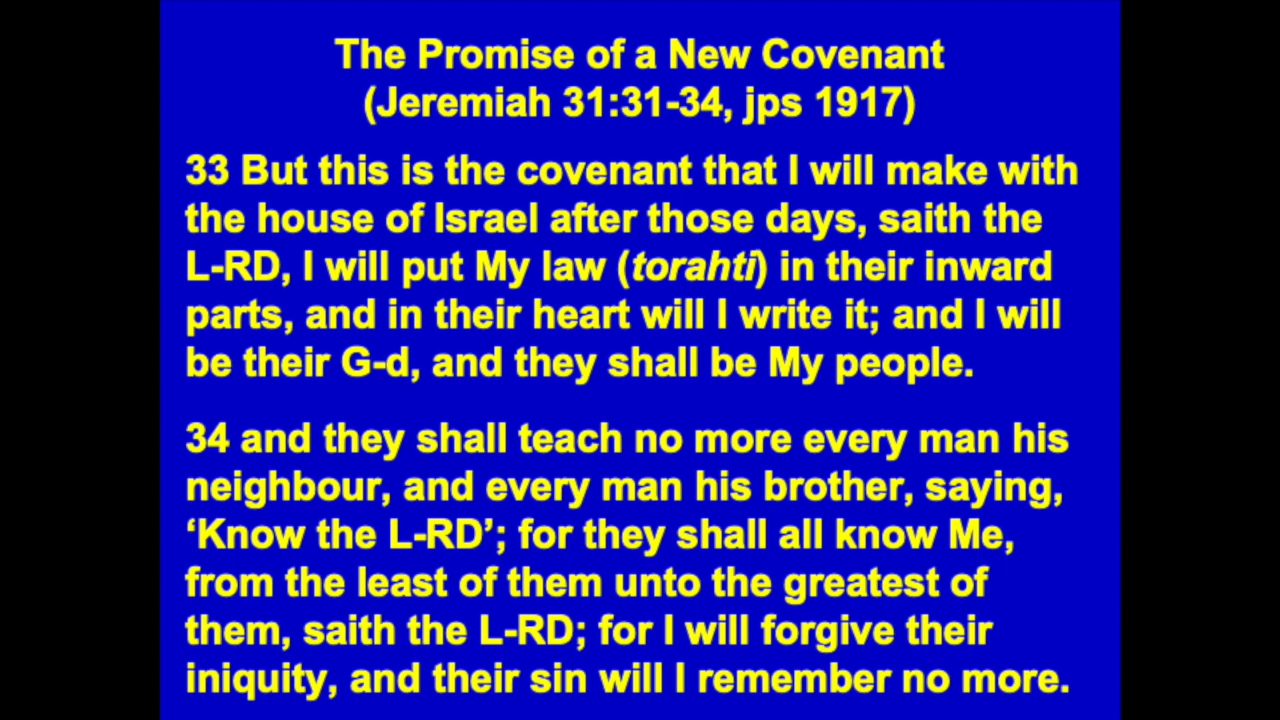 The Promise of a New Covenant
(Jeremiah 31:31-34, jps 1917)
33 But this is the covenant that I will make with
the house of Israel after those days, saith the
L-RD, I will put My law (torahti) in their inward
parts, and in their heart will I write it; and I will
be their G-d, and they shall be My people.
34 and they shall teach no more every man his
neighbour, and every man his brother, saying,
‘Know the L-RD’; for they shall all know Me,
from the least of them unto the greatest of
them, saith the L-RD; for I will forgive their
iniquity, and their sin will I remember no more.